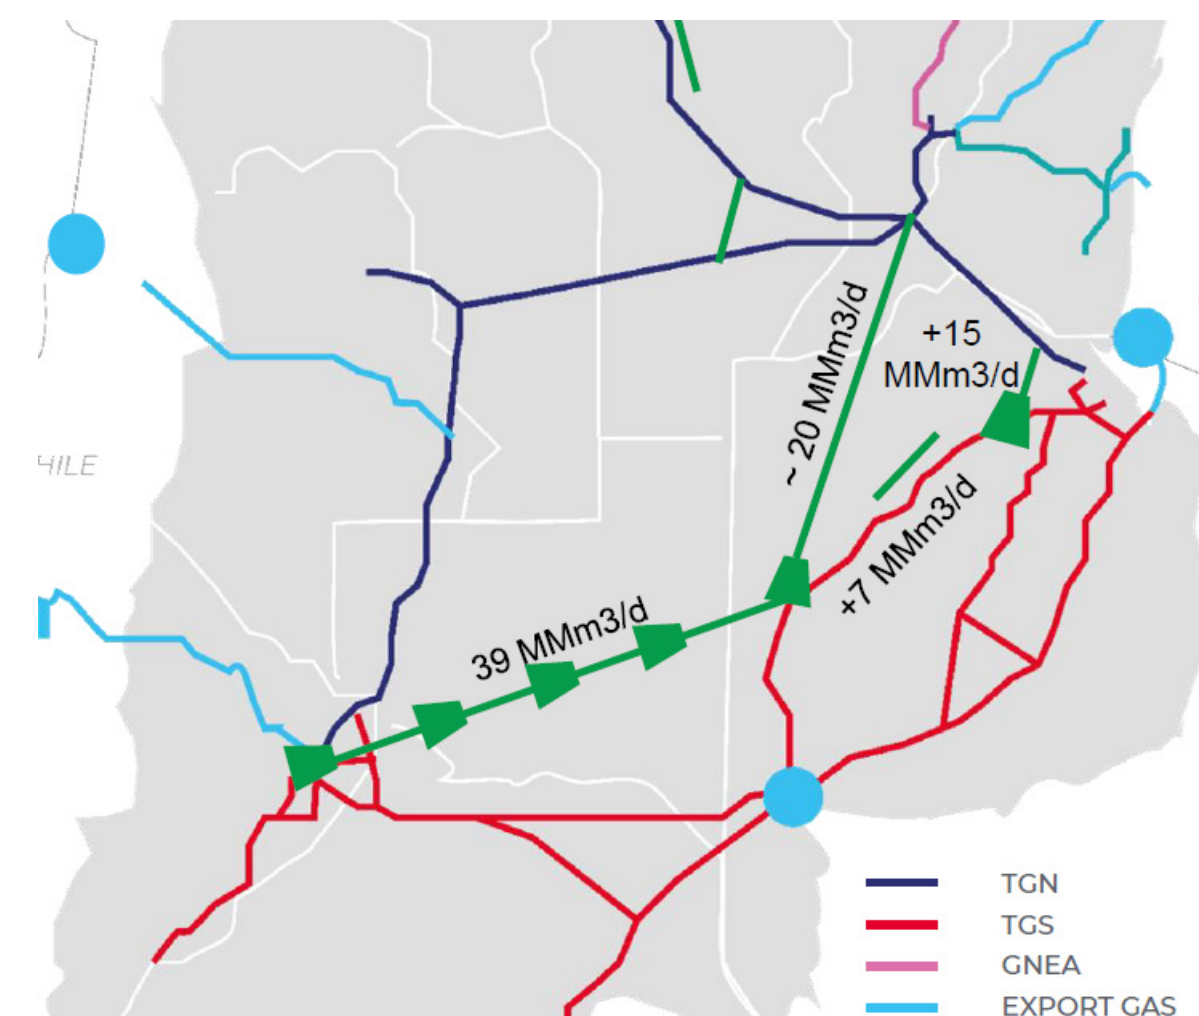 +15
MMm3/d
~ 20 MMm3/d
HILE
+7 MMm3/d
39 MMm3/d
TGN
TGS
GNEA
EXPORT GAS